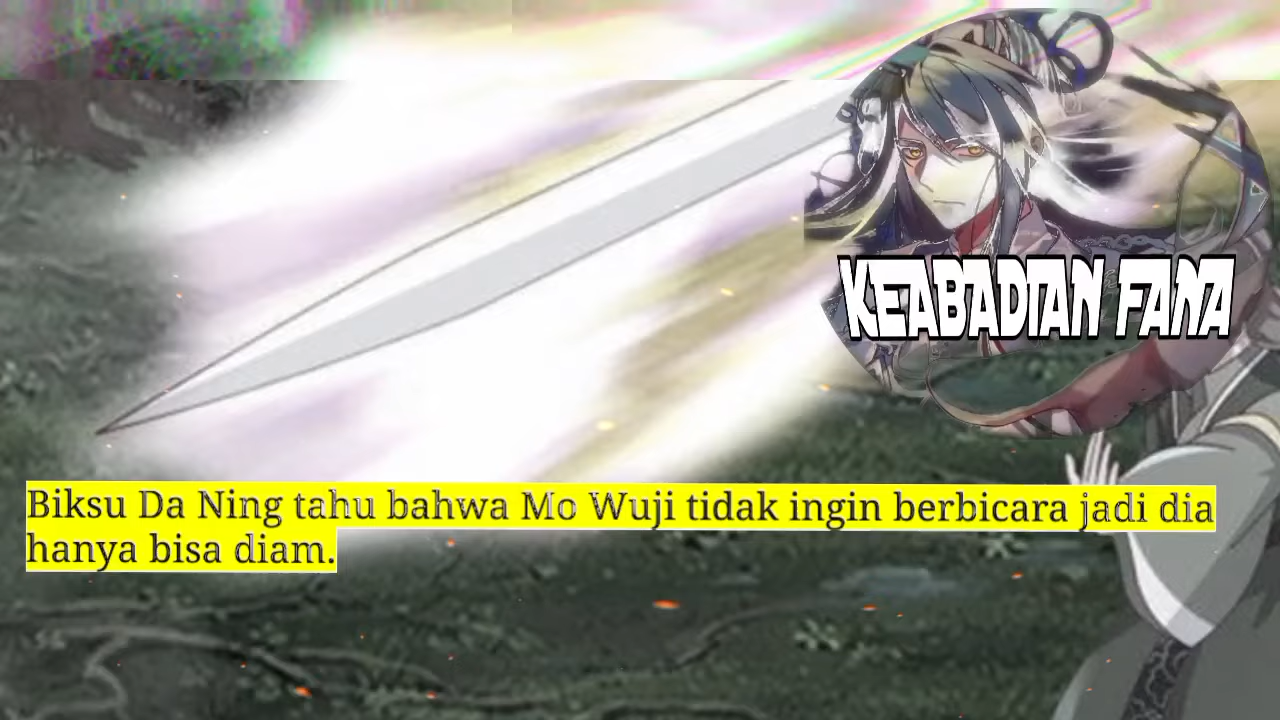 KEABADIAN FANA
Biksu Da Ning tahu bahwa Mo Wuji tidak ingin berbicara jadi dia
hanya bisa diam.